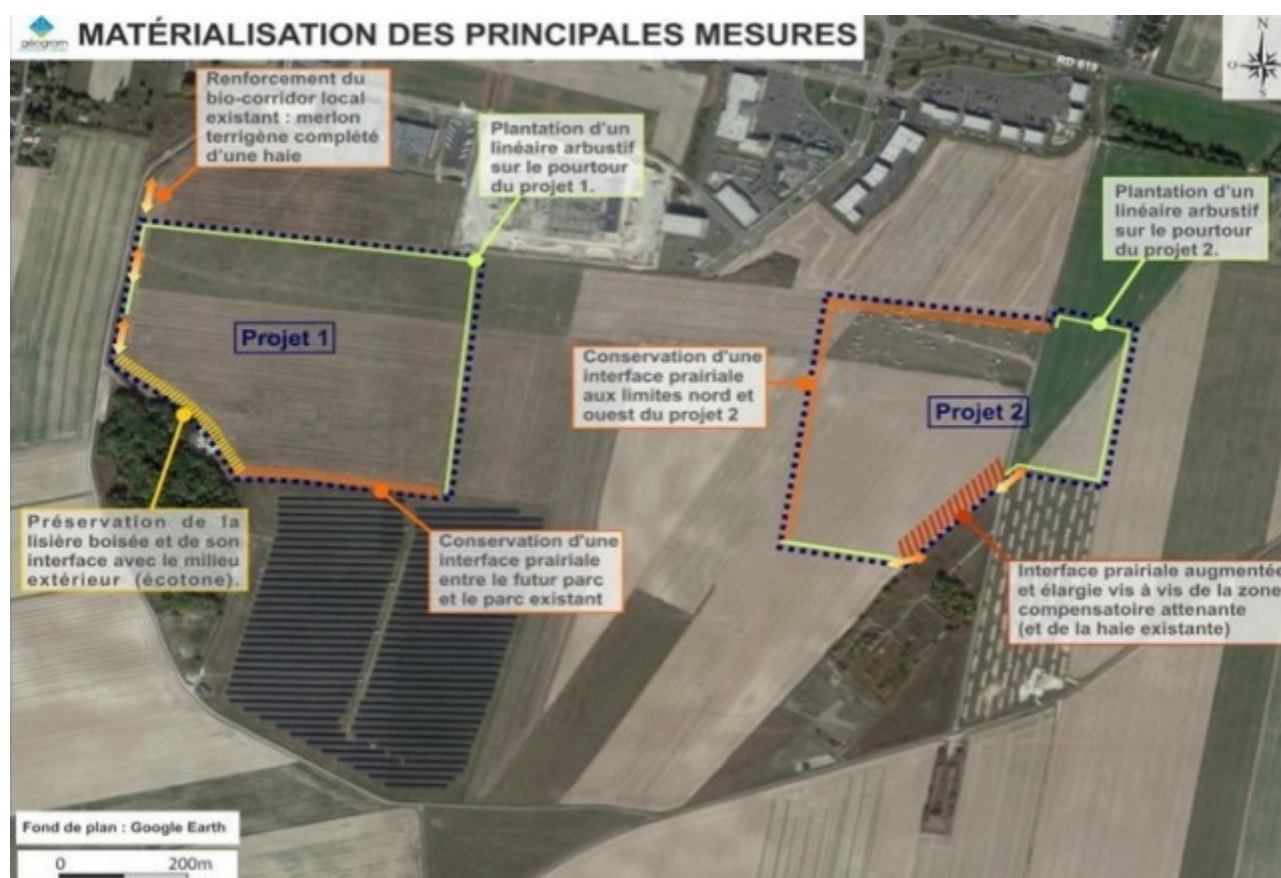 géogram
MATÉRIALISATION DES PRINCIPALES MESURES
N
O
S
RD 619
Renforcement du
bio-corridor local
existant : merlon
terrigène complété
d'une haie
Plantation d'un
linéaire arbustif
sur le pourtour
du projet 1.
Plantation d'un
linéaire arbustif
sur le pourtour
du projet 2.
Projet 1
Conservation d'une
interface prairiale
aux limites nord et
ouest du projet 2
Projet 2
Préservation de la
lisière boisée et de son
interface avec le milieu
extérieur (écotone).
Conservation d'une
interface prairiale
entre le futur parc
et le parc existant
Interface prairiale augmentée
et élargie vis à vis de la zone
compensatoire attenante
(et de la haie existante)
Fond de plan : Google Earth
0 200m